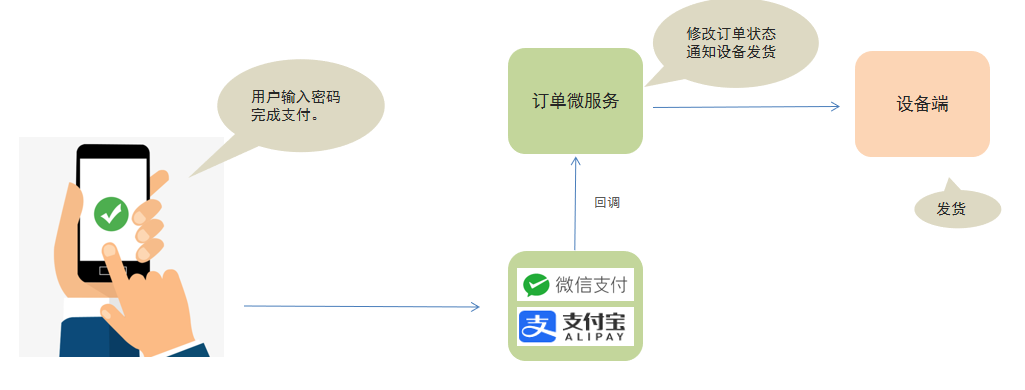 用户输入密码
完成支付。
订单微服务
修改订单状态
通知设备发货
设备端
发货
回调
微信支付
支 支付宝
ALIPAY